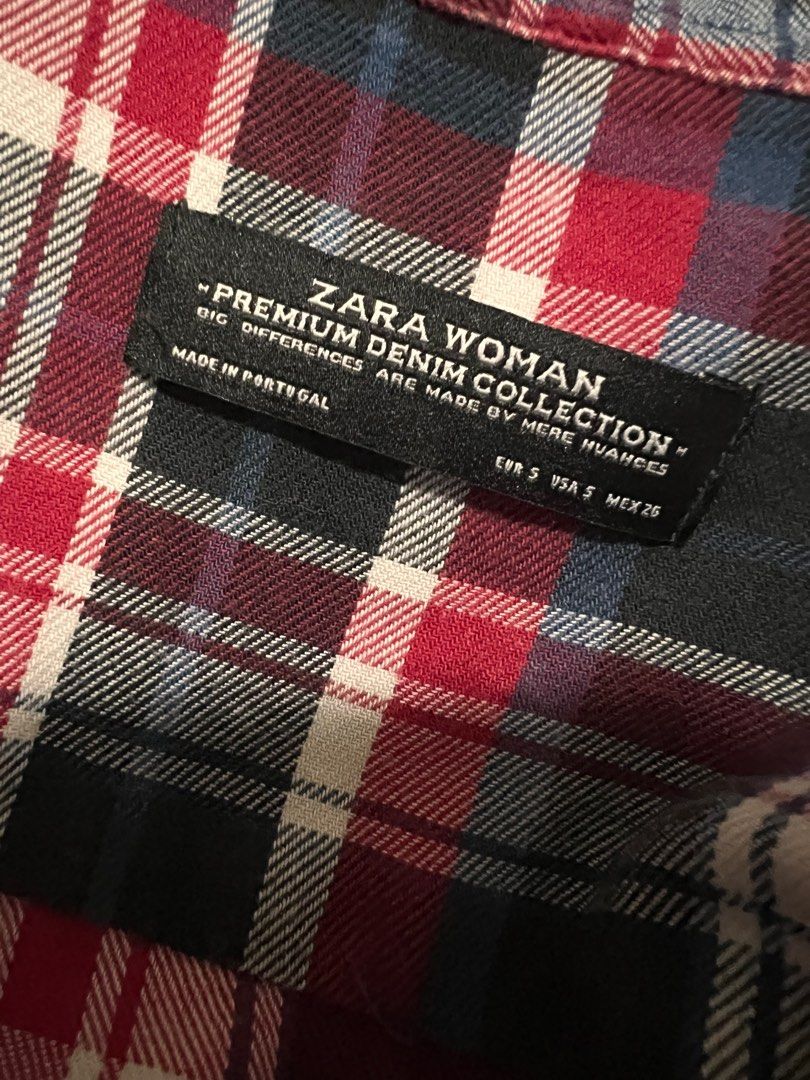 ZARA WOMAN
"PREMIUM DENIM COLLECTION"
BIG DIFFERENCES ARE MADE BY MERE NUANCES
MADE IN PORTUGAL
EUR S USA S MEX 26